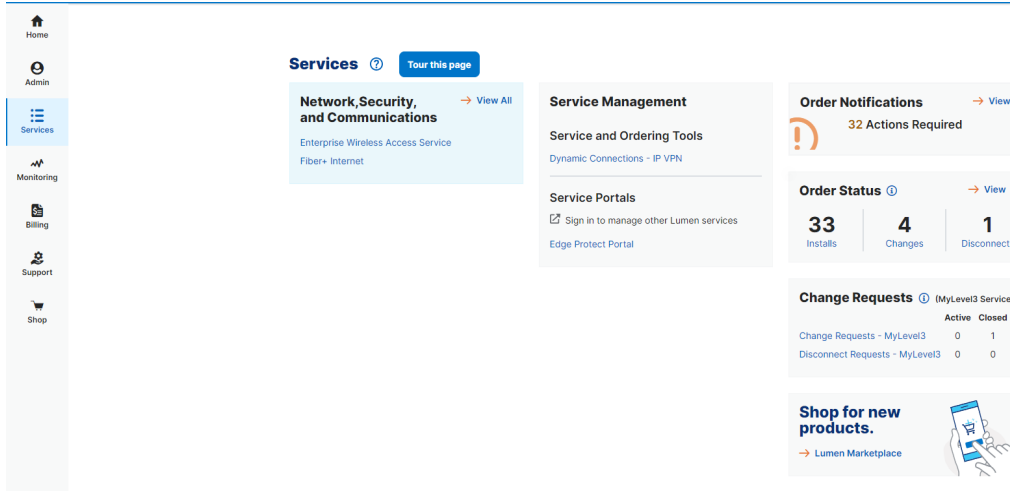 Home
Admin
Services
Monitoring
Billing
Support
Shop
Services
Tour this page
Network,Security,
and Communications
View All
Enterprise Wireless Access Service
Fiber+ Internet
Service Management
Service and Ordering Tools
Dynamic Connections - IP VPN
Service Portals
Sign in to manage other Lumen services
Edge Protect Portal
Order Notifications
View
32 Actions Required
Order Status
View
33 4 1
Installs Changes Disconnect
Change Requests (MyLevel3 Service
Active Closed
Change Requests - MyLevel3 0 1
Disconnect Requests - MyLevel3 0 0
Shop for new
products.
Lumen Marketplace